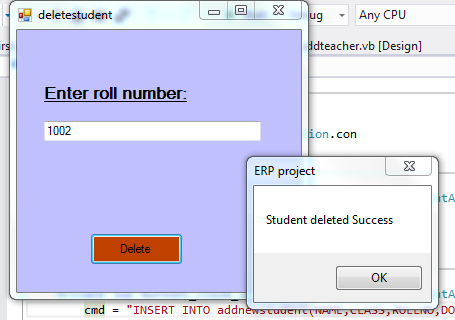 deletestudent
Any CPU
ddteacher.vb [Design]
Enter roll number:
1002
ion.con
ERP project
Student deleted Success
Delete
OK
cmd = "INSERT INTO addnewstudent(NAME,CLASS,ROLLNO,DO